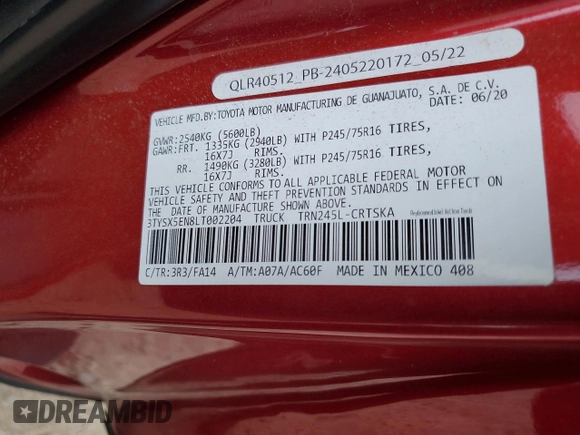 QLR40512_PB-2405220172_05/22
VEHICLE MFD.BY:TOYOTA MOTOR MANUFACTURING DE GUANAJUATO, S.A. DE C.V.
DATE: 06/20
GVWR:2540KG (5600LB)
GAWR:FRT. 1335KG (2940LB) WITH P245/75R16 TIRES,
16X7J RIMS.
RR. 1490KG (3280LB) WITH P245/75R16 TIRES,
16X7J RIMS.
THIS VEHICLE CONFORMS TO ALL APPLICABLE FEDERAL MOTOR
VEHICLE SAFETY AND THEFT PREVENTION STANDARDS IN EFFECT ON
THE DATE OF MANUFACTURE SHOWN ABOVE.
3TYSX5EN8LT002204 TRUCK TRN245L-CRTSKA
C/TR:3R3/FA14 A/TM:A07A/AC60F MADE IN MEXICO 408
DREAMBID